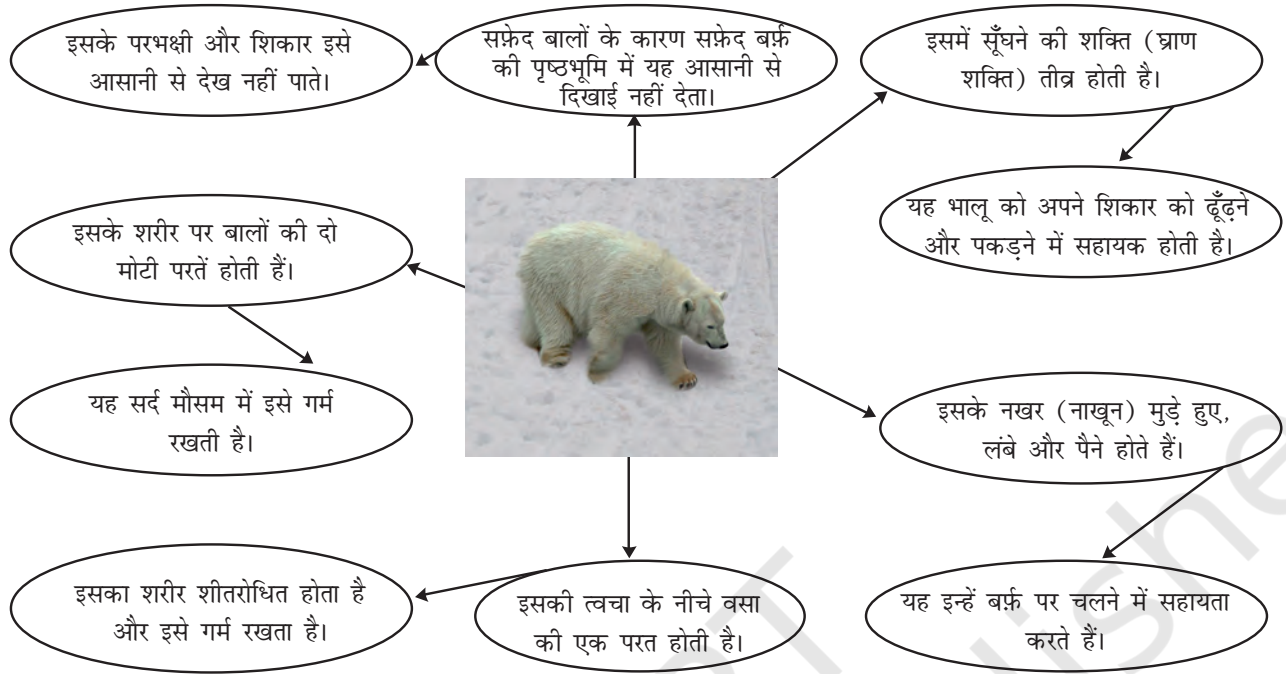 इसके परभक्षी और शिकार इसे
आसानी से देख नहीं पाते।
सफ़ेद बालों के कारण सफ़ेद बर्फ़
की पृष्ठभूमि में यह आसानी से
दिखाई नहीं देता।
इसमें सूँघने की शक्ति (घ्राण
शक्ति) तीव्र होती है।
यह भालू को अपने शिकार को ढूँढ़ने
और पकड़ने में सहायक होती है।
इसके शरीर पर बालों की दो
मोटी परतें होती हैं।
यह सर्द मौसम में इसे गर्म
रखती है।
इसके नखर (नाखून) मुड़े हुए,
लंबे और पैने होते हैं।
इसका शरीर शीतरोधित होता है
और इसे गर्म रखता है।
इसकी त्वचा के नीचे वसा
की एक परत होती है।
यह इन्हें बर्फ़ पर चलने में सहायता
करते हैं।